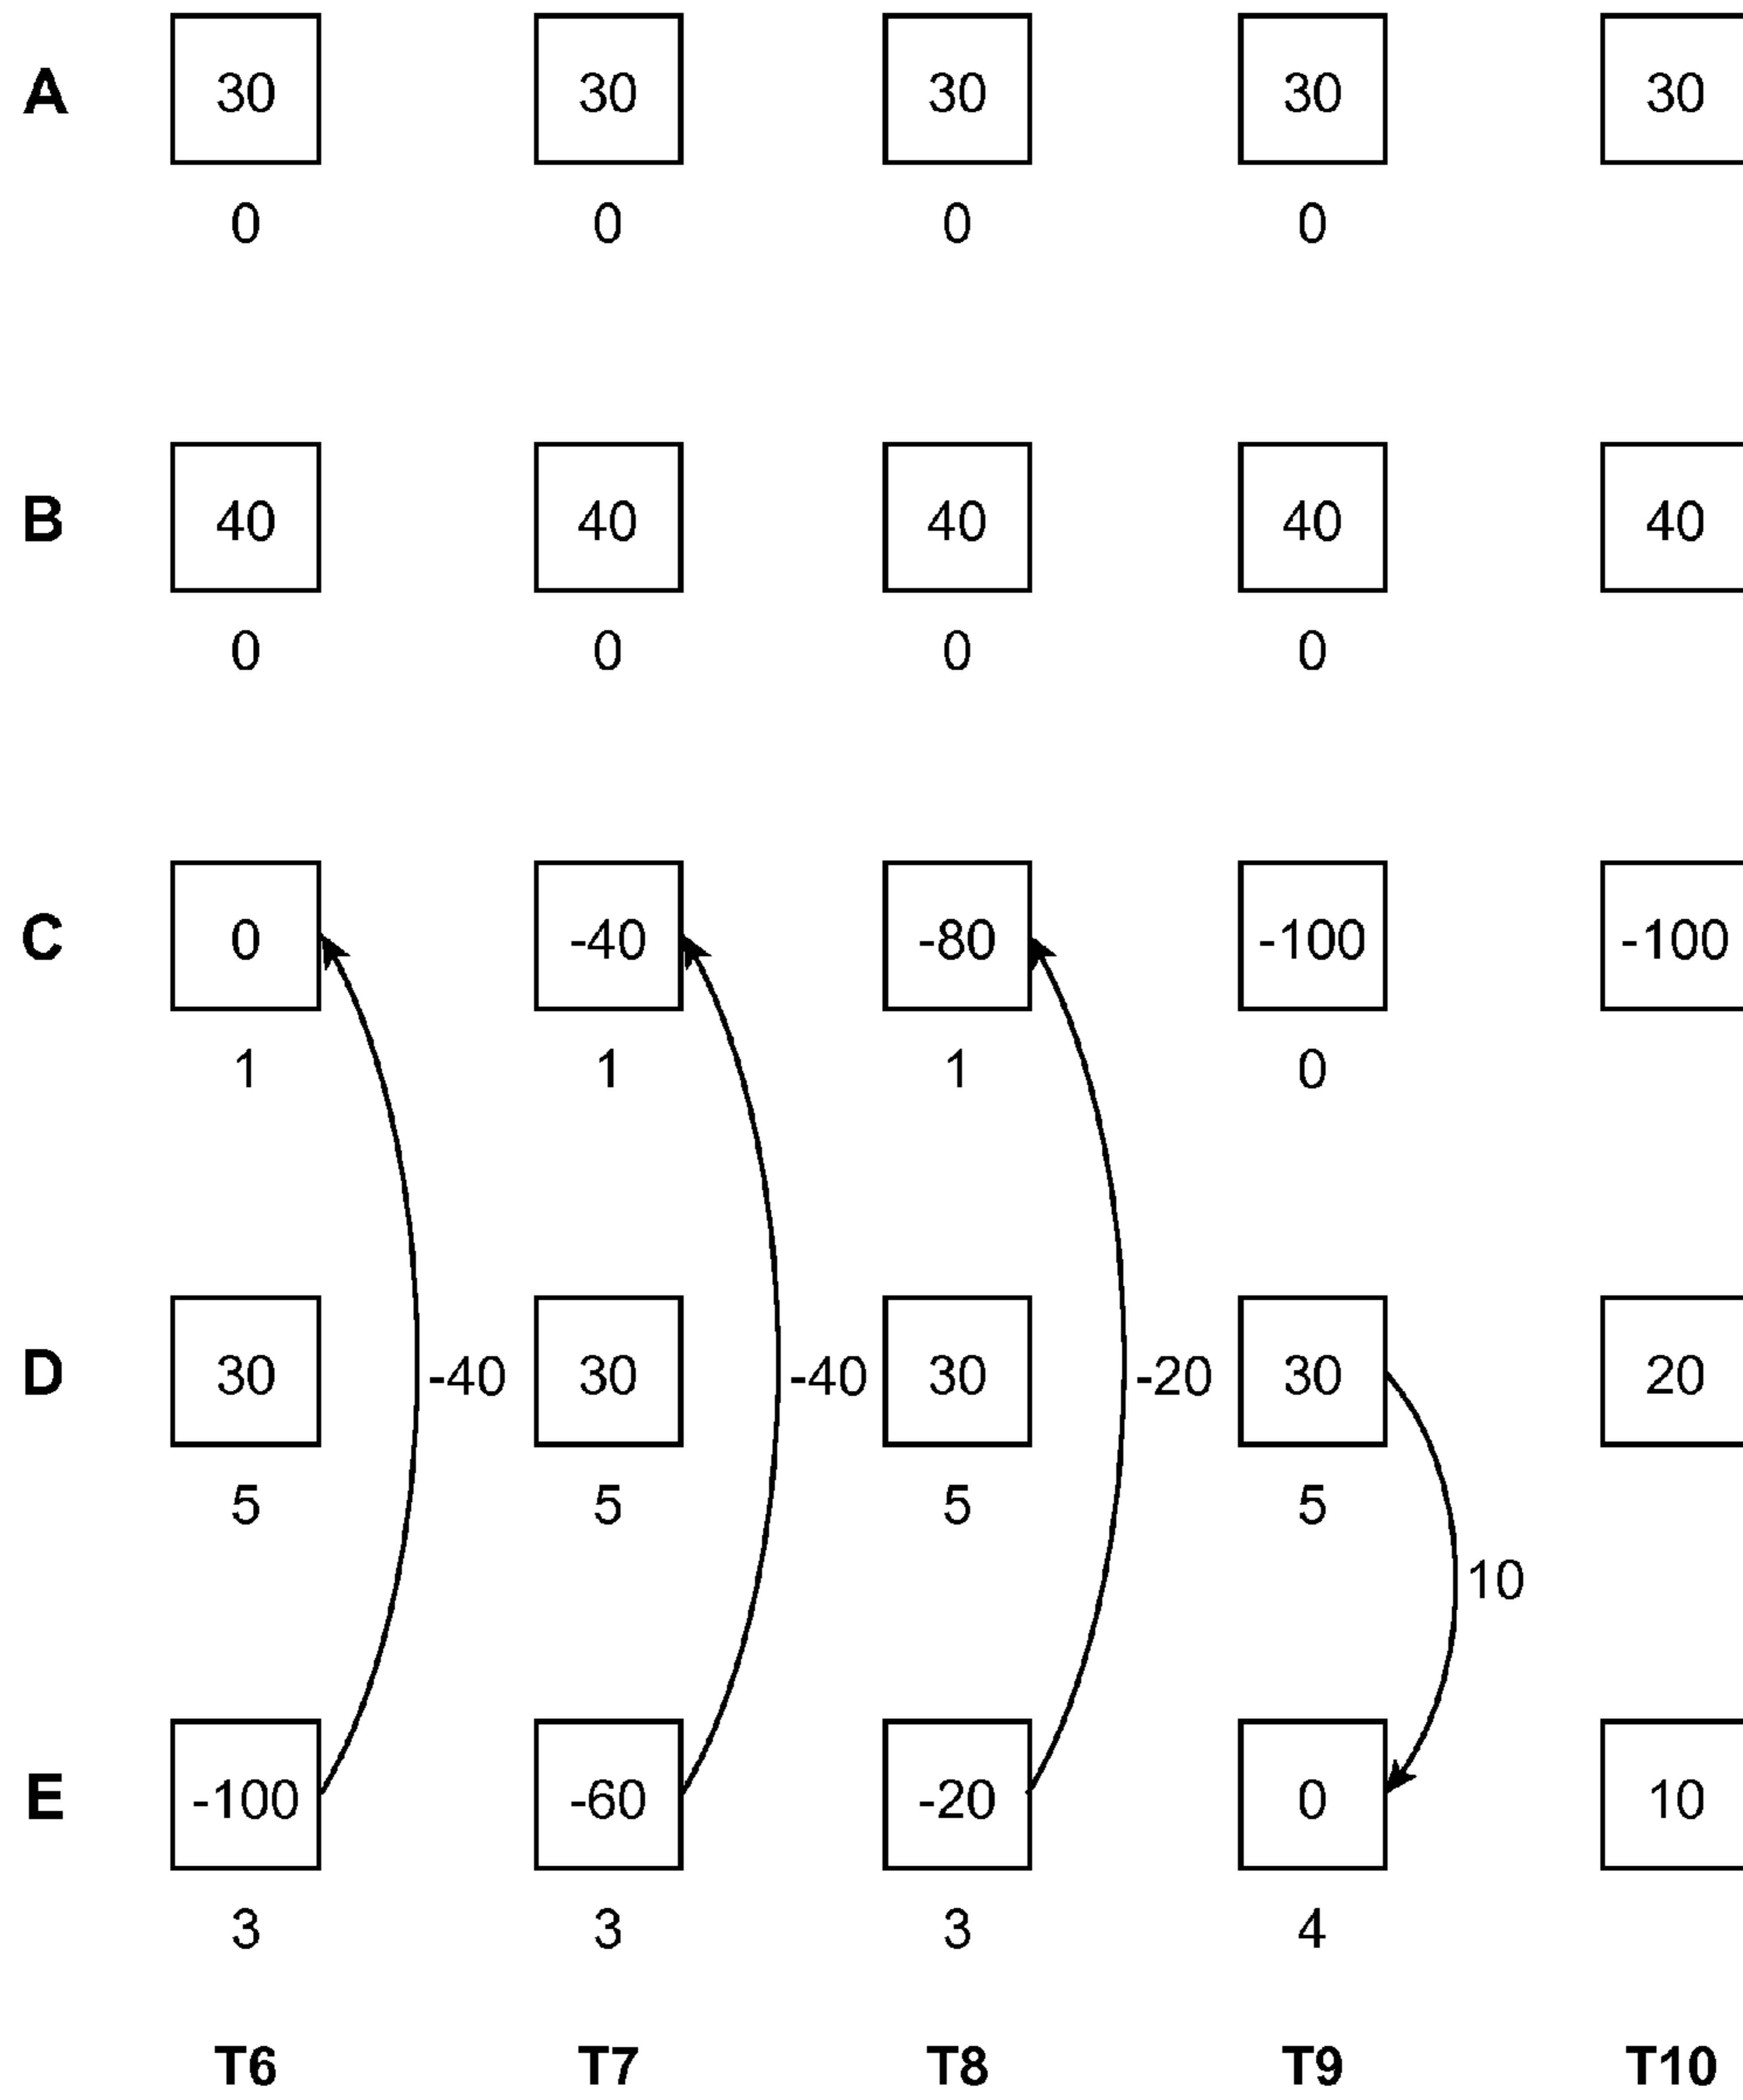 A 30 30 30 30 30
0 0 0 0
B 40 40 40 40 40
0 0 0 0
C 0 -40 -80 -100 -100
1 1 1 0
D 30 -40 30 -40 30 -20 30 20
5 5 5 5
10
E -100 -60 -20 0 10
3 3 3 4
T6 T7 T8 T9 T10